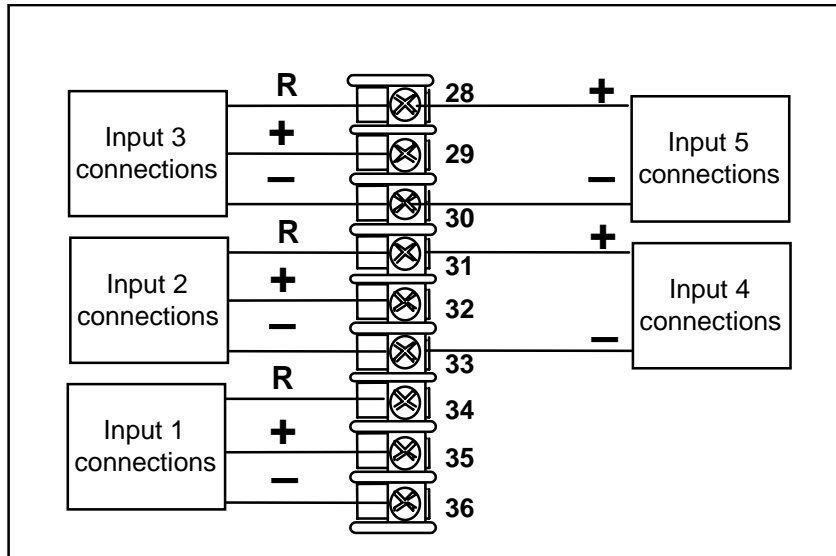 R
28
+
Input 3
connections
+
29
Input 5
connections
−
−
30
R
+
31
Input 2
connections
+
32
Input 4
connections
−
−
33
R
34
Input 1
connections
+
35
−
36